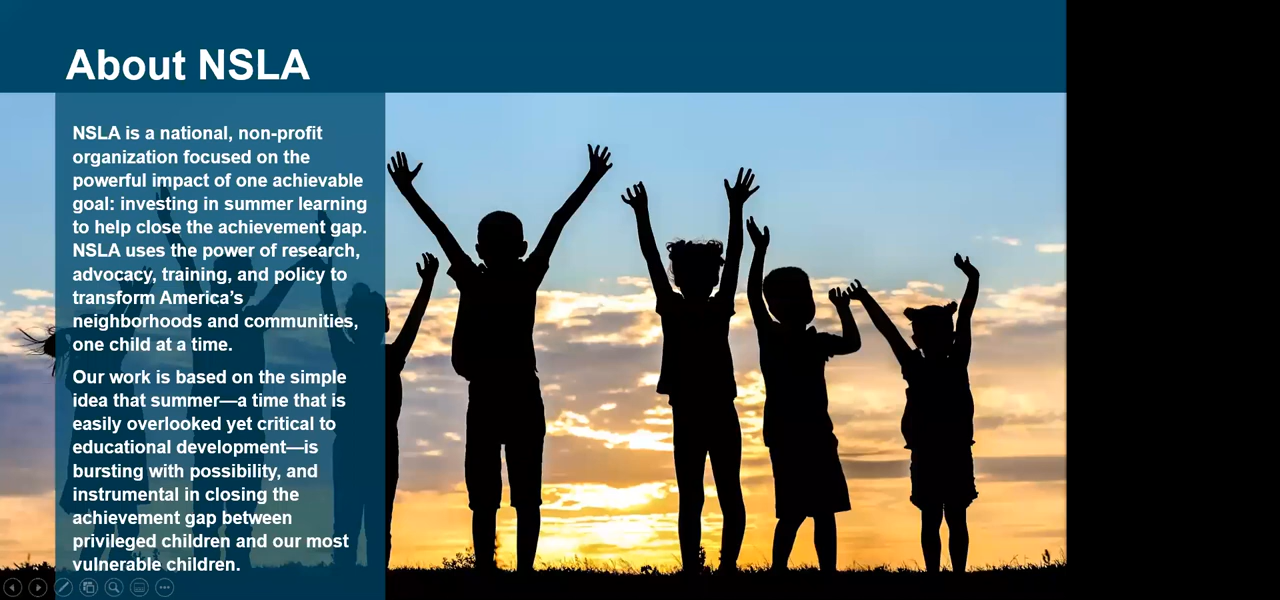 About NSLA
NSLA is a national, non-profit
organization focused on the
powerful impact of one achievable
goal: investing in summer learning
to help close the achievement gap.
NSLA uses the power of research,
advocacy, training, and policy to
transform America’s
neighborhoods and communities,
one child at a time.
Our work is based on the simple
idea that summer—a time that is
easily overlooked yet critical to
educational development—is
bursting with possibility, and
instrumental in closing the
achievement gap between
privileged children and our most
vulnerable children.